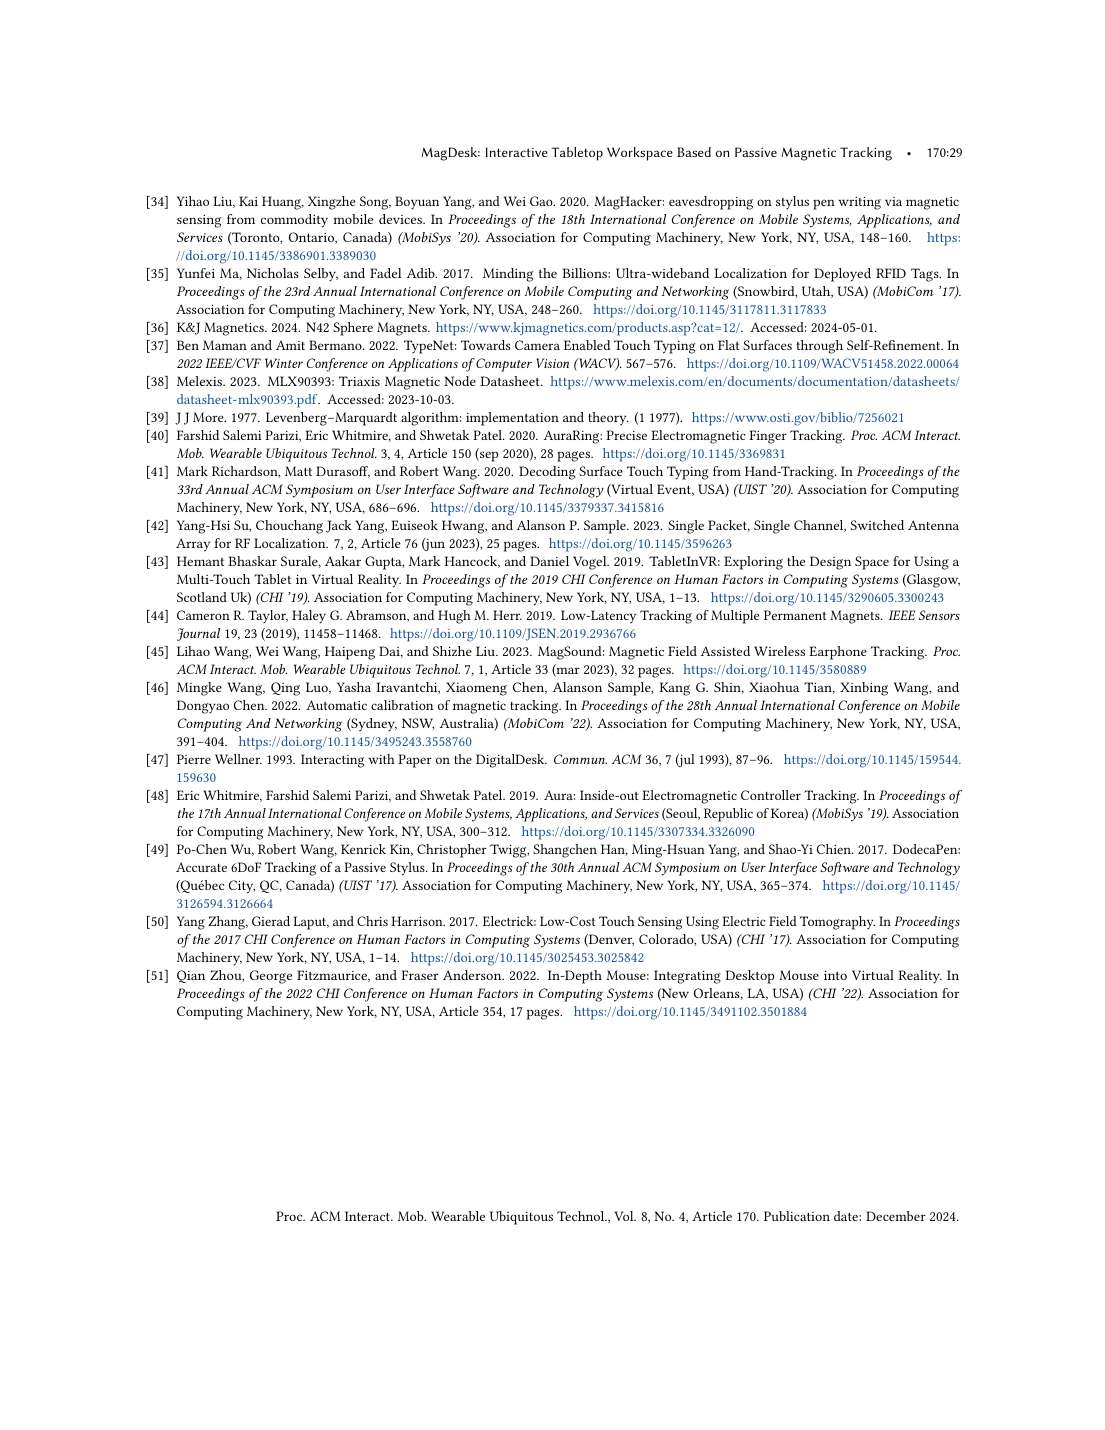 MagDesk: Interactive Tabletop Workspace Based on Passive Magnetic Tracking • 170:29
[34] Yihao Liu, Kai Huang, Xingzhe Song, Boyuan Yang, and Wei Gao. 2020. MagHacker: eavesdropping on stylus pen writing via magnetic
sensing from commodity mobile devices. In Proceedings of the 18th International Conference on Mobile Systems, Applications, and
Services (Toronto, Ontario, Canada) (MobiSys ’20). Association for Computing Machinery, New York, NY, USA, 148–160. https:
//doi.org/10.1145/3386901.3389030
[35] Yunfei Ma, Nicholas Selby, and Fadel Adib. 2017. Minding the Billions: Ultra-wideband Localization for Deployed RFID Tags. In
Proceedings of the 23rd Annual International Conference on Mobile Computing and Networking (Snowbird, Utah, USA) (MobiCom ’17).
Association for Computing Machinery, New York, NY, USA, 248–260. https://doi.org/10.1145/3117811.3117833
[36] K&J Magnetics. 2024. N42 Sphere Magnets. https://www.kjmagnetics.com/products.asp?cat=12/. Accessed: 2024-05-01.
[37] Ben Maman and Amit Bermano. 2022. TypeNet: Towards Camera Enabled Touch Typing on Flat Surfaces through Self-Refinement. In
2022 IEEE/CVF Winter Conference on Applications of Computer Vision (WACV). 567–576. https://doi.org/10.1109/WACV51458.2022.00064
[38] Melexis. 2023. MLX90393: Triaxis Magnetic Node Datasheet. https://www.melexis.com/en/documents/documentation/datasheets/
datasheet-mlx90393.pdf. Accessed: 2023-10-03.
[39] J J More. 1977. Levenberg–Marquardt algorithm: implementation and theory. (1 1977). https://www.osti.gov/biblio/7256021
[40] Farshid Salemi Parizi, Eric Whitmire, and Shwetak Patel. 2020. AuraRing: Precise Electromagnetic Finger Tracking. Proc. ACM Interact.
Mob. Wearable Ubiquitous Technol. 3, 4, Article 150 (sep 2020), 28 pages. https://doi.org/10.1145/3369831
[41] Mark Richardson, Matt Durasoff, and Robert Wang. 2020. Decoding Surface Touch Typing from Hand-Tracking. In Proceedings of the
33rd Annual ACM Symposium on User Interface Software and Technology (Virtual Event, USA) (UIST ’20). Association for Computing
Machinery, New York, NY, USA, 686–696. https://doi.org/10.1145/3379337.3415816
[42] Yang-Hsi Su, Chouchang Jack Yang, Euiseok Hwang, and Alanson P. Sample. 2023. Single Packet, Single Channel, Switched Antenna
Array for RF Localization. 7, 2, Article 76 (jun 2023), 25 pages. https://doi.org/10.1145/3596263
[43] Hemant Bhaskar Surale, Aakar Gupta, Mark Hancock, and Daniel Vogel. 2019. TabletInVR: Exploring the Design Space for Using a
Multi-Touch Tablet in Virtual Reality. In Proceedings of the 2019 CHI Conference on Human Factors in Computing Systems (Glasgow,
Scotland Uk) (CHI ’19). Association for Computing Machinery, New York, NY, USA, 1–13. https://doi.org/10.1145/3290605.3300243
[44] Cameron R. Taylor, Haley G. Abramson, and Hugh M. Herr. 2019. Low-Latency Tracking of Multiple Permanent Magnets. IEEE Sensors
Journal 19, 23 (2019), 11458–11468. https://doi.org/10.1109/JSEN.2019.2936766
[45] Lihao Wang, Wei Wang, Haipeng Dai, and Shizhe Liu. 2023. MagSound: Magnetic Field Assisted Wireless Earphone Tracking. Proc.
ACM Interact. Mob. Wearable Ubiquitous Technol. 7, 1, Article 33 (mar 2023), 32 pages. https://doi.org/10.1145/3580889
[46] Mingke Wang, Qing Luo, Yasha Iravantchi, Xiaomeng Chen, Alanson Sample, Kang G. Shin, Xiaohua Tian, Xinbing Wang, and
Dongyao Chen. 2022. Automatic calibration of magnetic tracking. In Proceedings of the 28th Annual International Conference on Mobile
Computing And Networking (Sydney, NSW, Australia) (MobiCom ’22). Association for Computing Machinery, New York, NY, USA,
391–404. https://doi.org/10.1145/3495243.3558760
[47] Pierre Wellner. 1993. Interacting with Paper on the DigitalDesk. Commun. ACM 36, 7 (jul 1993), 87–96. https://doi.org/10.1145/159544.
159630
[48] Eric Whitmire, Farshid Salemi Parizi, and Shwetak Patel. 2019. Aura: Inside-out Electromagnetic Controller Tracking. In Proceedings of
the 17th Annual International Conference on Mobile Systems, Applications, and Services (Seoul, Republic of Korea) (MobiSys ’19). Association
for Computing Machinery, New York, NY, USA, 300–312. https://doi.org/10.1145/3307334.3326090
[49] Po-Chen Wu, Robert Wang, Kenrick Kin, Christopher Twigg, Shangchen Han, Ming-Hsuan Yang, and Shao-Yi Chien. 2017. DodecaPen:
Accurate 6DoF Tracking of a Passive Stylus. In Proceedings of the 30th Annual ACM Symposium on User Interface Software and Technology
(Québec City, QC, Canada) (UIST ’17). Association for Computing Machinery, New York, NY, USA, 365–374. https://doi.org/10.1145/
3126594.3126664
[50] Yang Zhang, Gierad Laput, and Chris Harrison. 2017. Electrick: Low-Cost Touch Sensing Using Electric Field Tomography. In Proceedings
of the 2017 CHI Conference on Human Factors in Computing Systems (Denver, Colorado, USA) (CHI ’17). Association for Computing
Machinery, New York, NY, USA, 1–14. https://doi.org/10.1145/3025453.3025842
[51] Qian Zhou, George Fitzmaurice, and Fraser Anderson. 2022. In-Depth Mouse: Integrating Desktop Mouse into Virtual Reality. In
Proceedings of the 2022 CHI Conference on Human Factors in Computing Systems (New Orleans, LA, USA) (CHI ’22). Association for
Computing Machinery, New York, NY, USA, Article 354, 17 pages. https://doi.org/10.1145/3491102.3501884
Proc. ACM Interact. Mob. Wearable Ubiquitous Technol., Vol. 8, No. 4, Article 170. Publication date: December 2024.